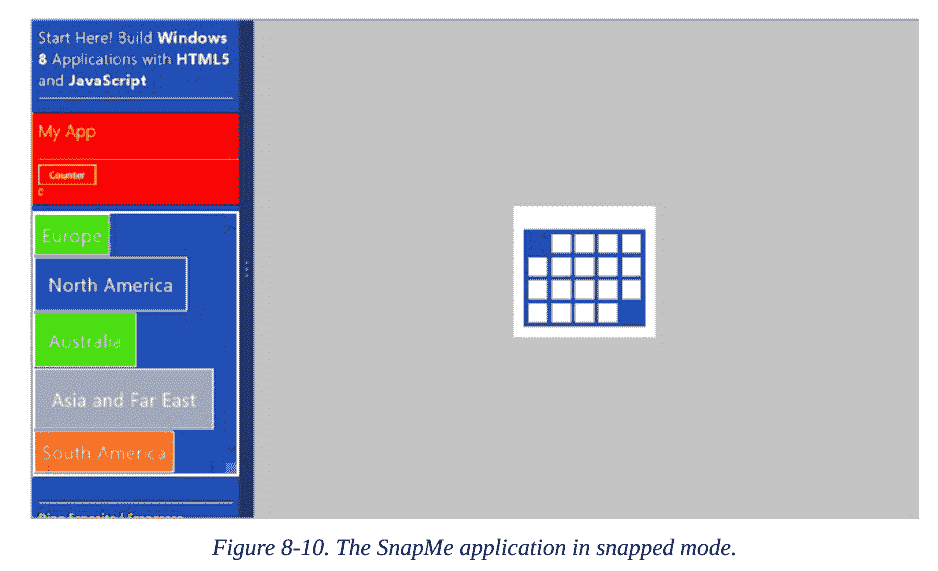 Start Here! Build Windows
8 Applications with HTML5
and JavaScript
My App
Counter
Europe
North America
Australia
Asia and Far East
South America
Figure 8-10. The SnapMe application in snapped mode.